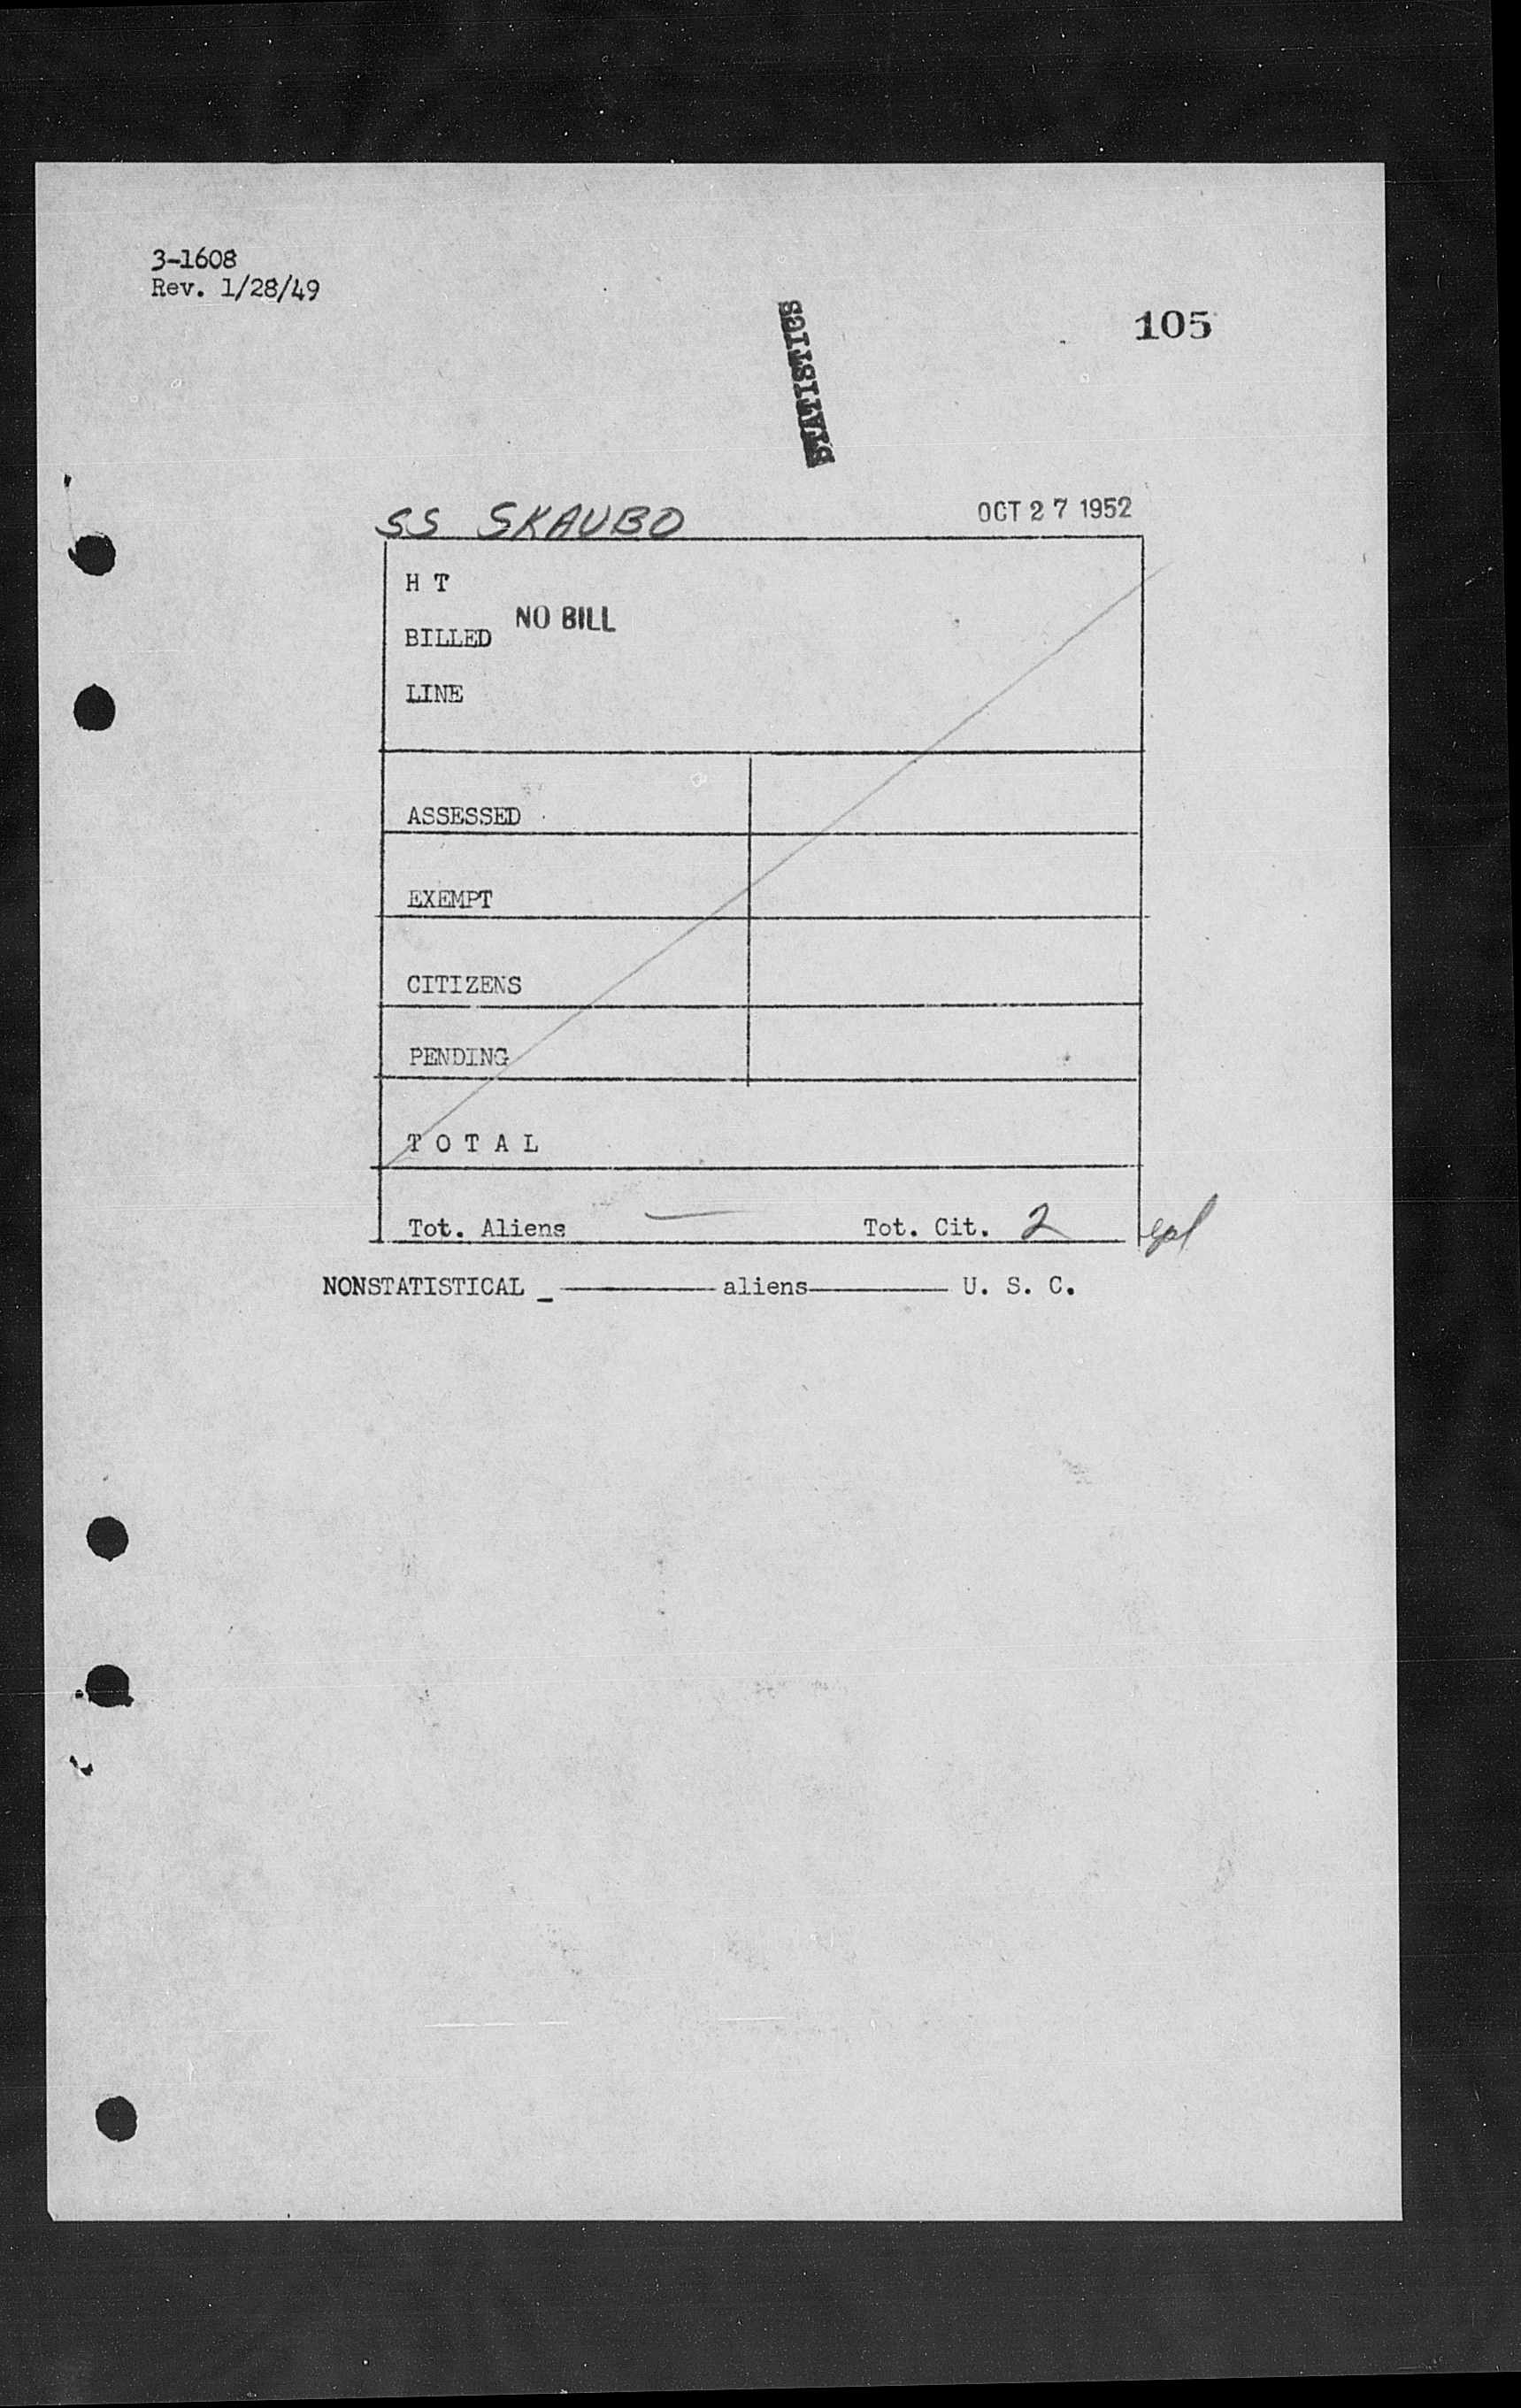 3-1608
Rev. 1/28/49
105
STATISTICS
SS SKAUBO
OCT 27 1952
H T
NO BILL
BILLED
LINE
ASSESSED
EXEMPT
CITIZENS
PENDING
T O T A L
Tot. Aliens — Tot. Cit. 2
NONSTATISTICAL _ ——— aliens ——— U. S. C.